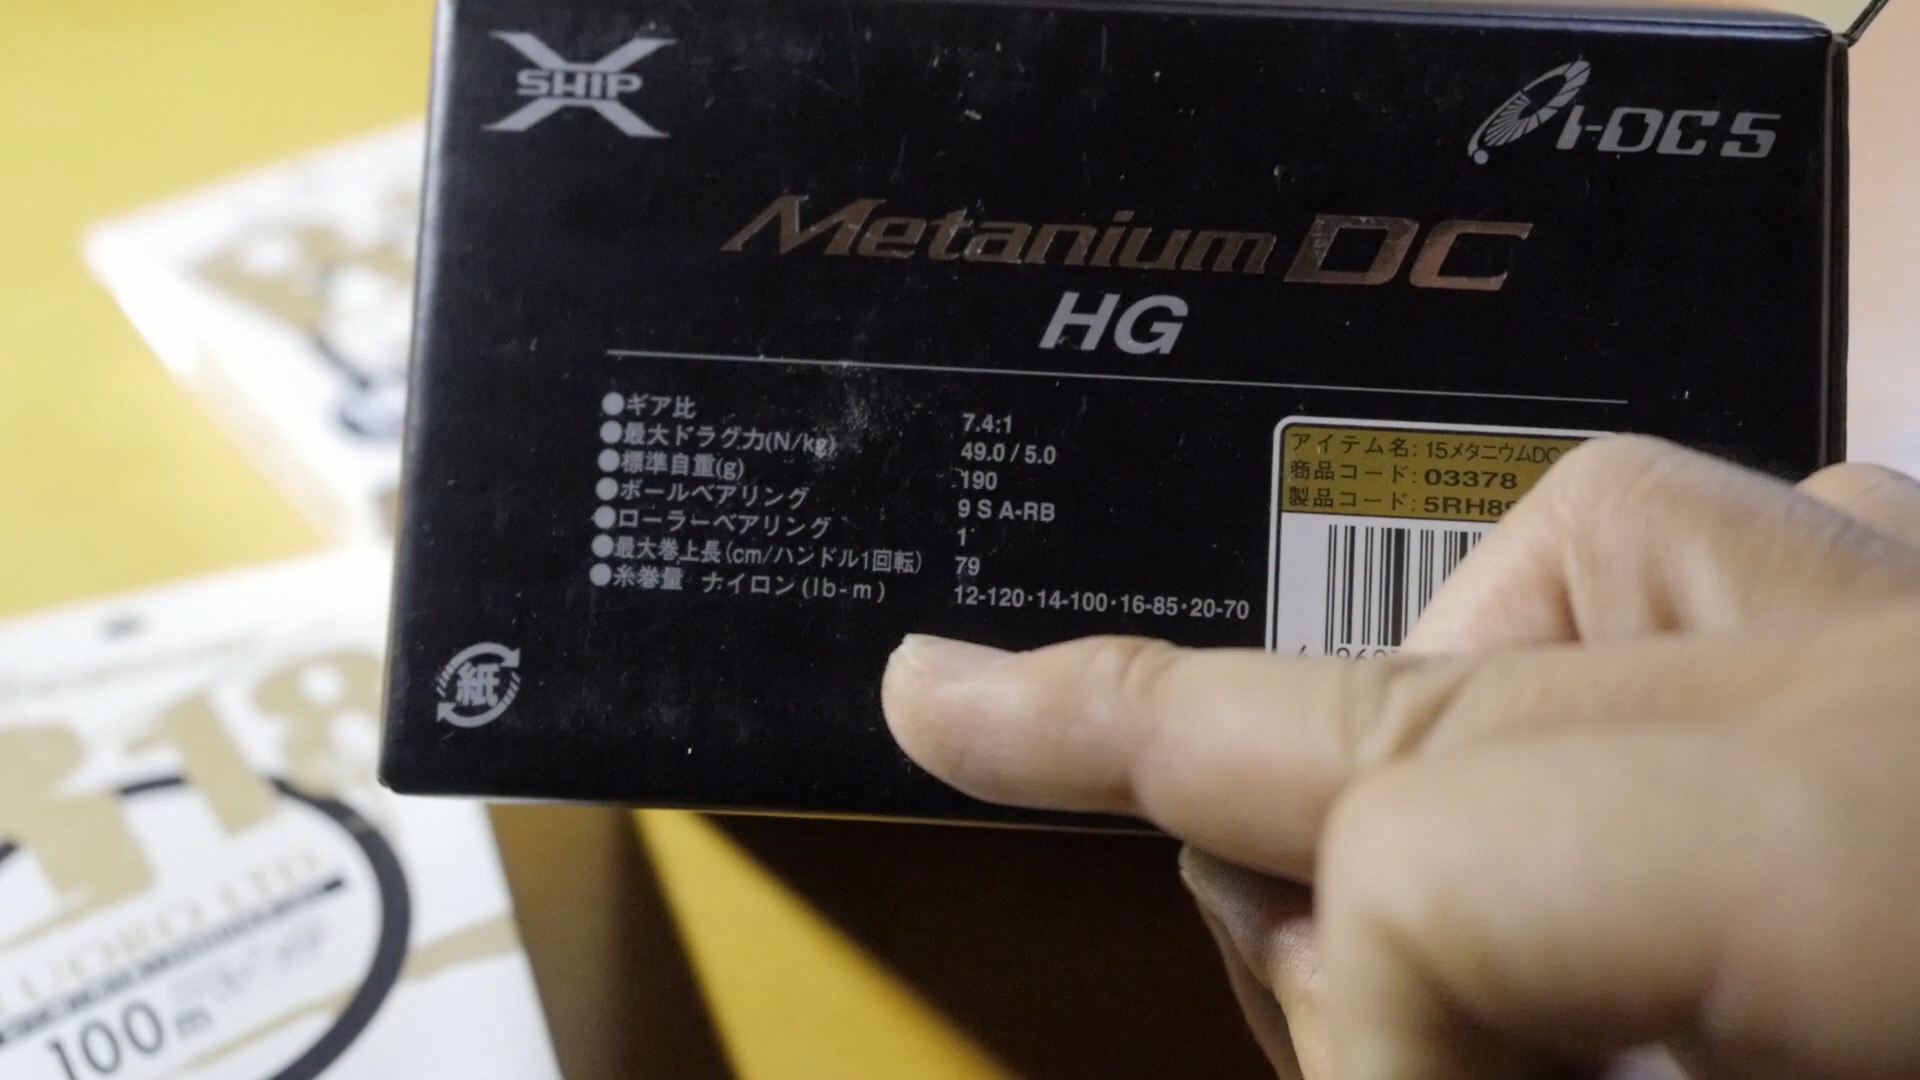 X SHIP
I-DC5
Metanium DC
HG
●ギア比 7.4:1
●最大ドラグ力(N/kg) 49.0 / 5.0
●標準自重(g) 190
●ボールベアリング 9 S A-RB
●ローラーベアリング 1
●最大巻上長(cm/ハンドル1回転) 79
●糸巻量 ナイロン(lb-m) 12-120・14-100・16-85・20-70
アイテム名: 15メタニウムDC
商品コード: 03378
製品コード: 5RH8
紙
100m